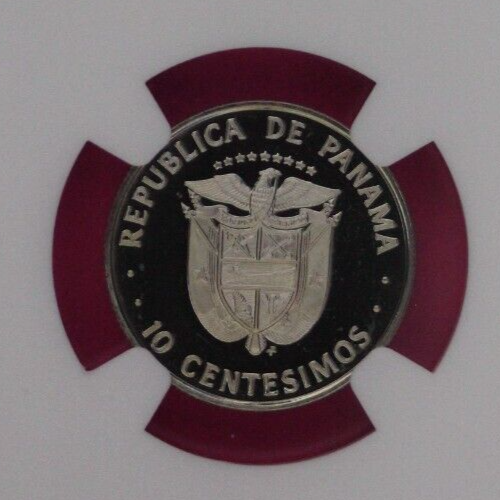 · REPUBLICA DE PANAMA ·
· 10 CENTESIMOS ·